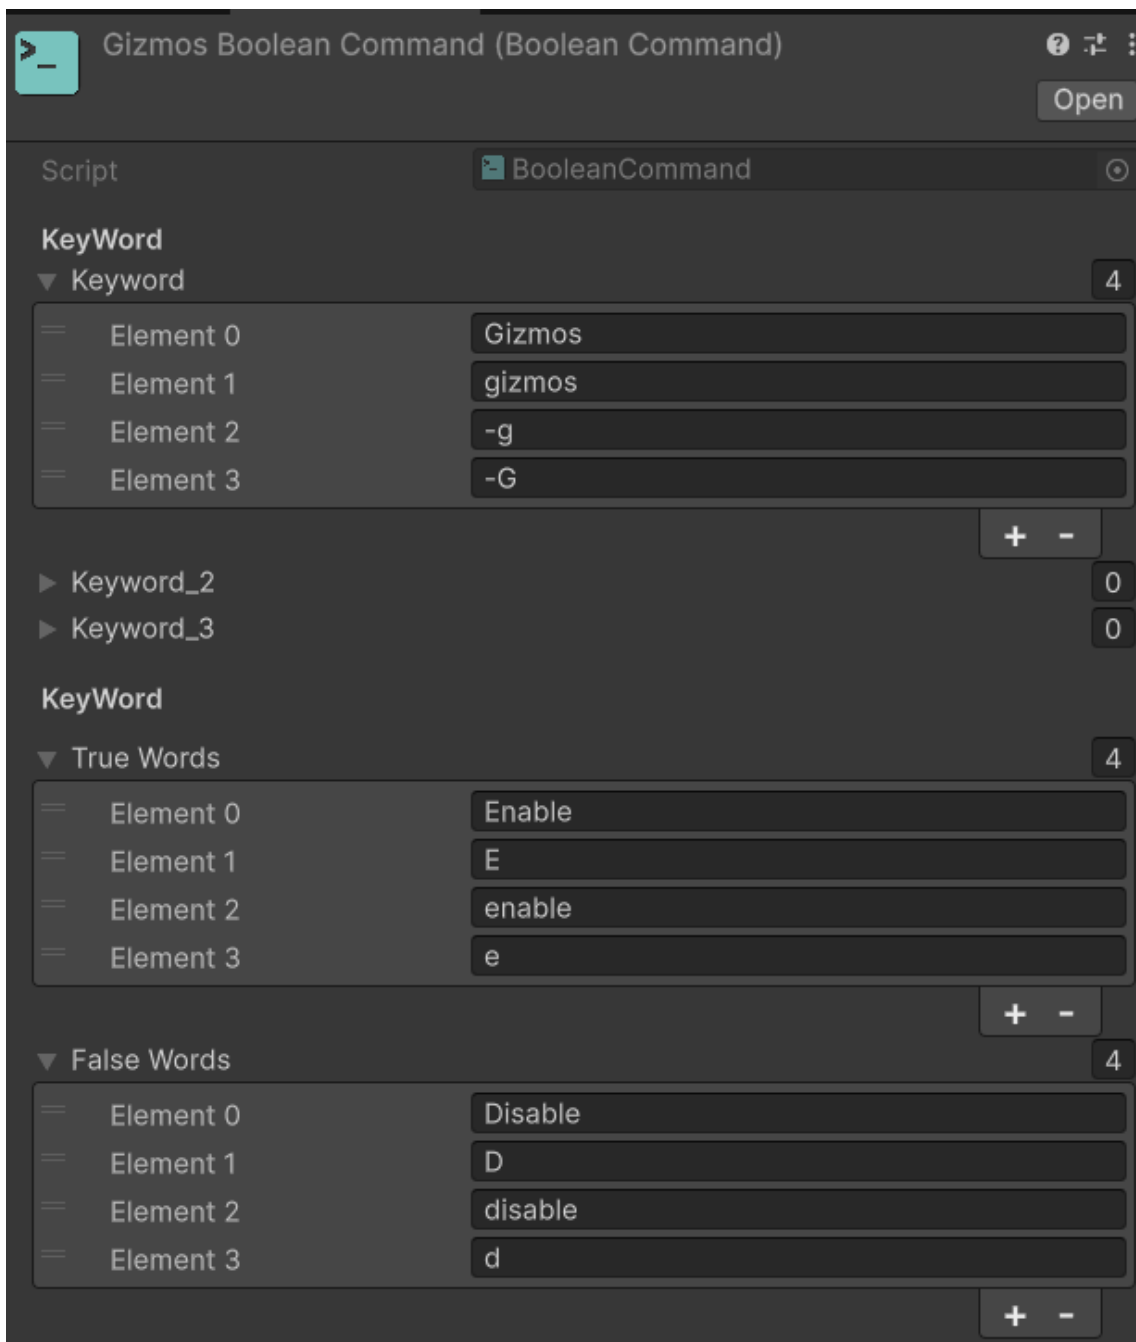 Gizmos Boolean Command (Boolean Command)
Open
Script BooleanCommand
KeyWord
Keyword 4
Element 0 Gizmos
Element 1 gizmos
Element 2 -g
Element 3 -G
+ -
Keyword_2 0
Keyword_3 0
KeyWord
True Words 4
Element 0 Enable
Element 1 E
Element 2 enable
Element 3 e
+ -
False Words 4
Element 0 Disable
Element 1 D
Element 2 disable
Element 3 d
+ -